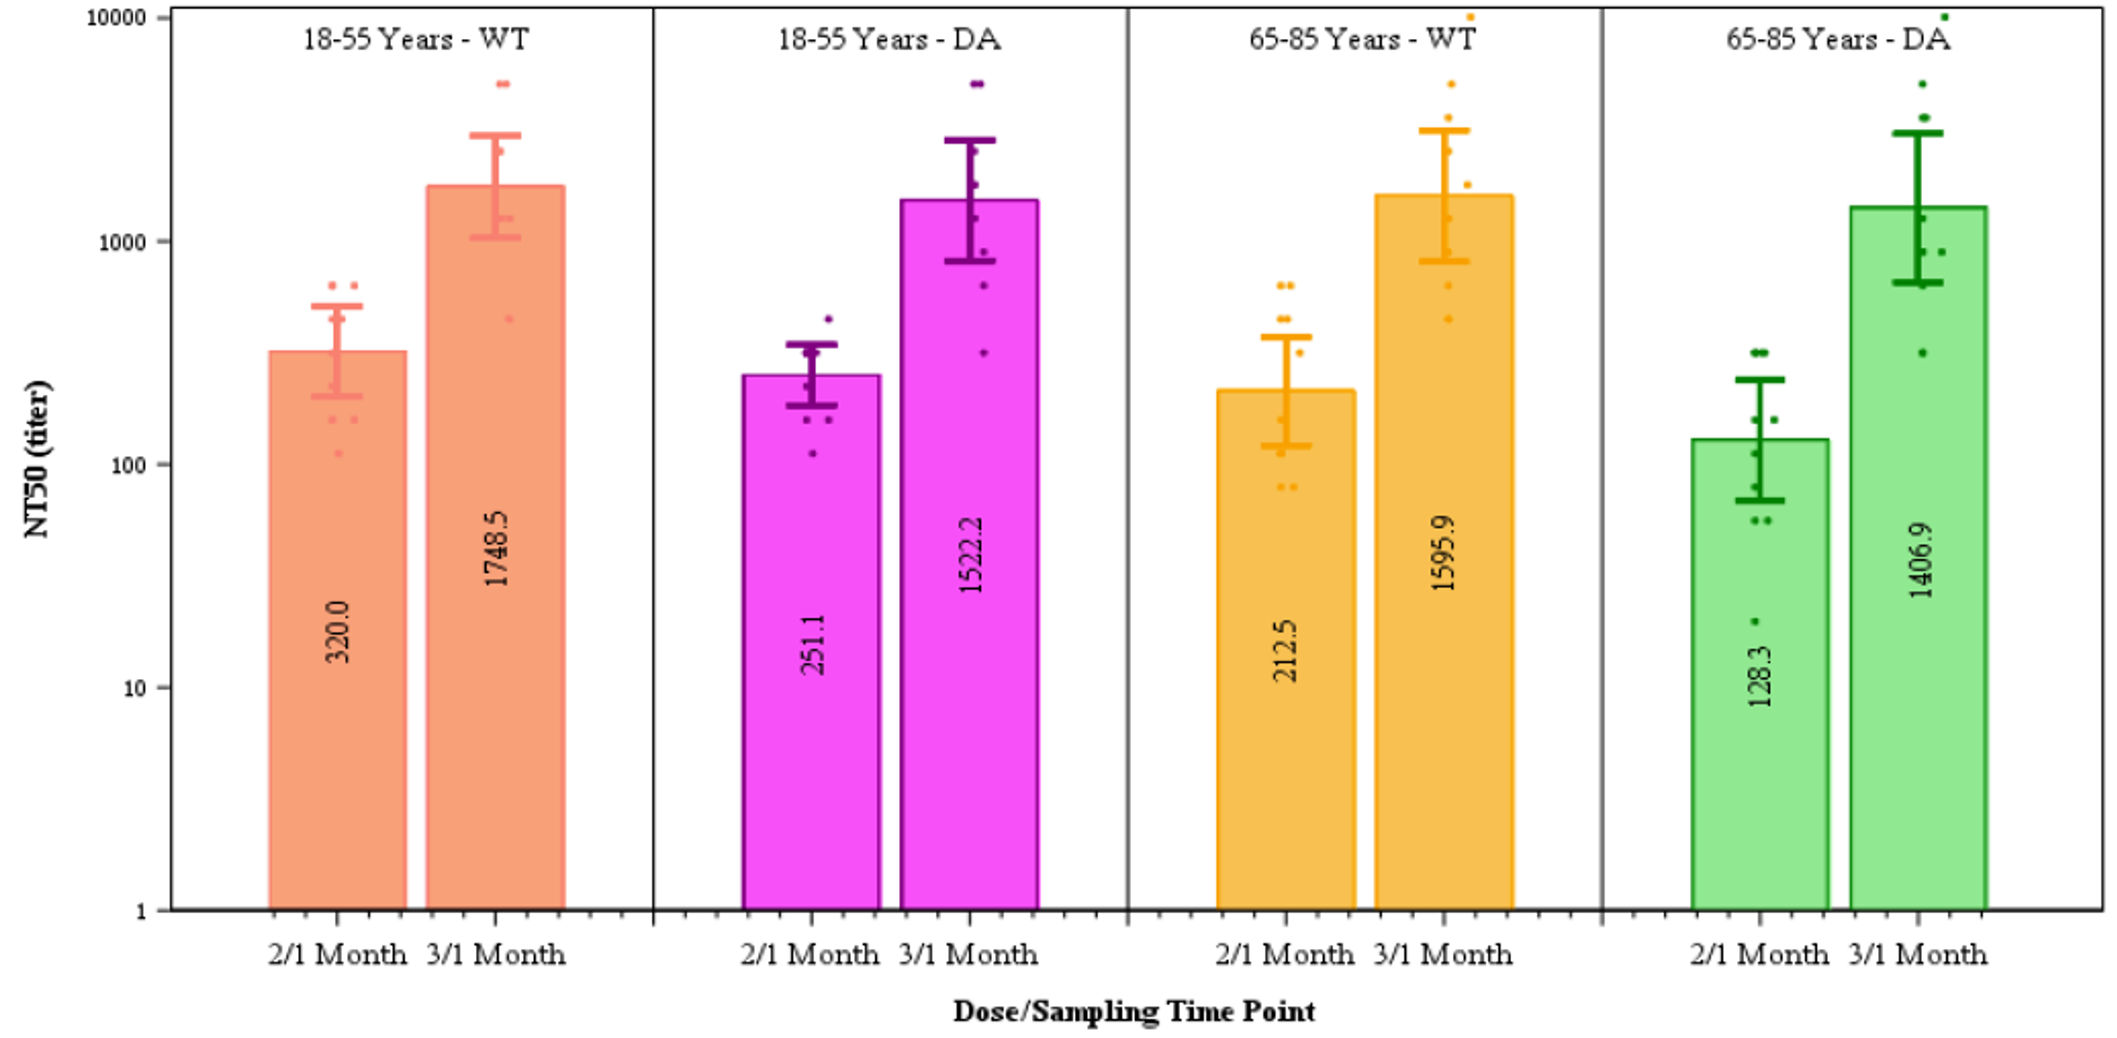 10000
1000
100
10
1
NT50 (titer)
18-55 Years - WT
18-55 Years - DA
65-85 Years - WT
65-85 Years - DA
320.0
1748.5
251.1
1522.2
212.5
1595.9
128.3
1406.9
2/1 Month 3/1 Month
2/1 Month 3/1 Month
2/1 Month 3/1 Month
2/1 Month 3/1 Month
Dose/Sampling Time Point